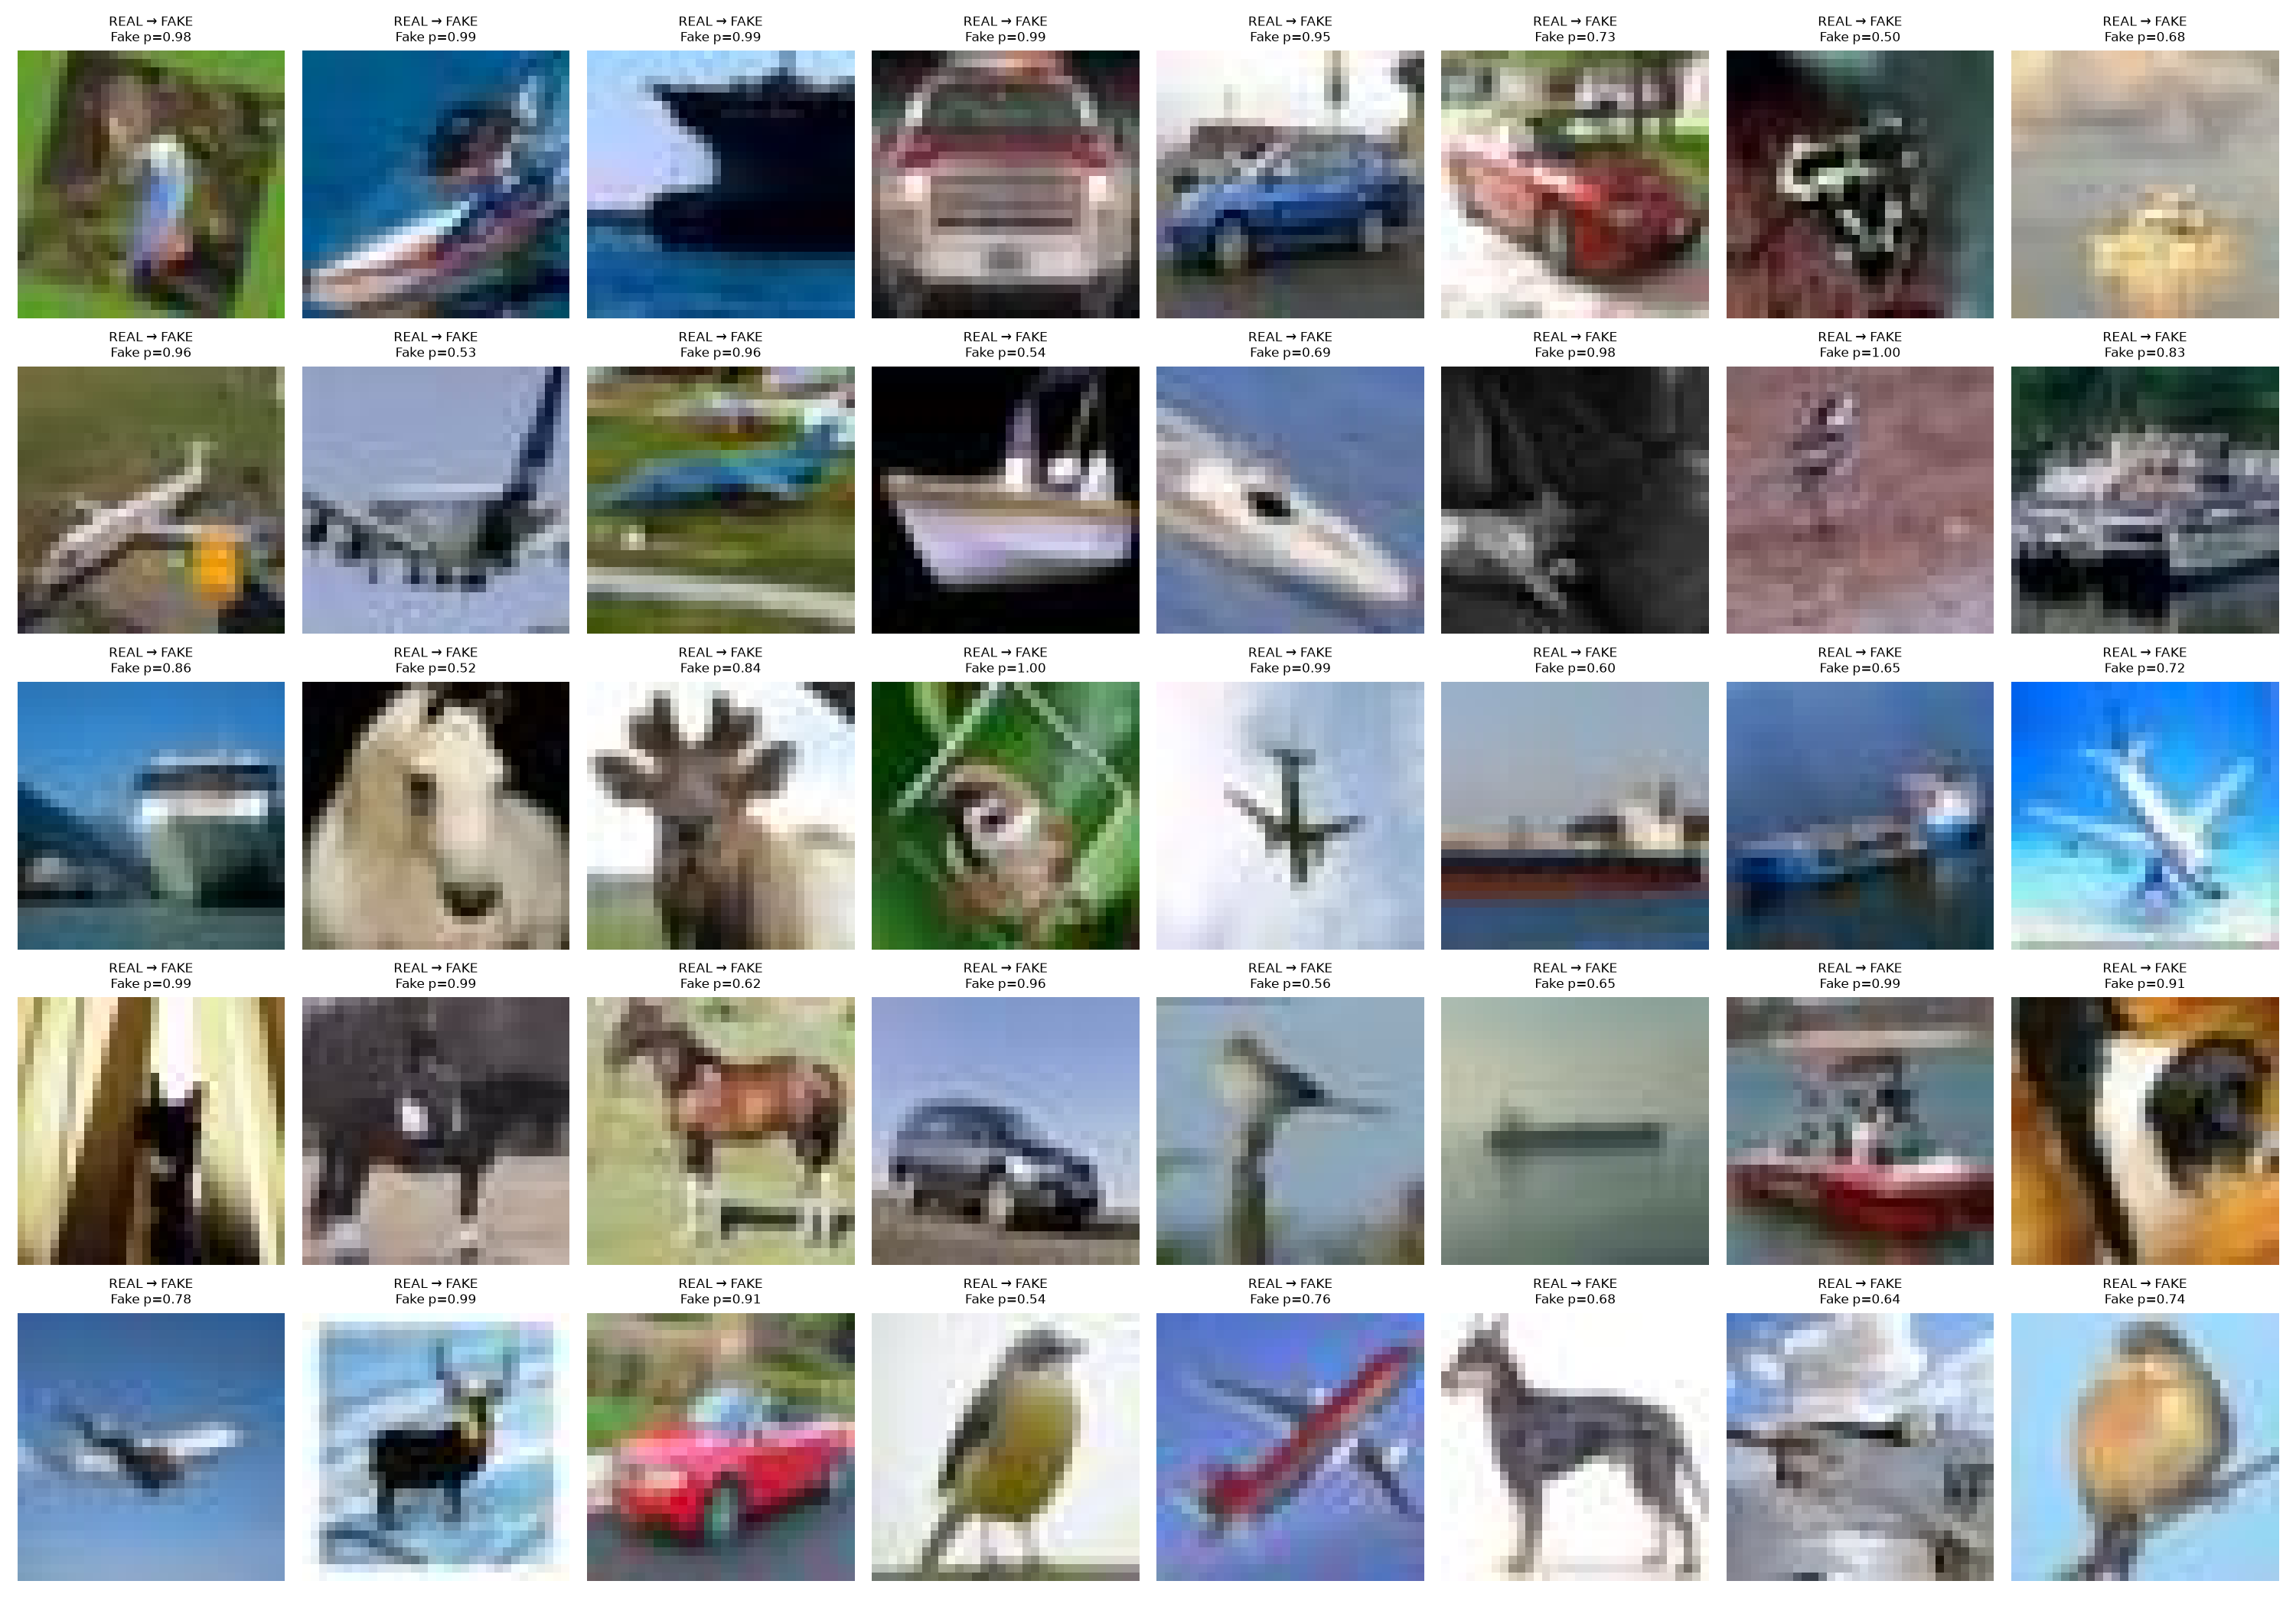 REAL → FAKE
Fake p=0.98
REAL → FAKE
Fake p=0.99
REAL → FAKE
Fake p=0.99
REAL → FAKE
Fake p=0.99
REAL → FAKE
Fake p=0.95
REAL → FAKE
Fake p=0.73
REAL → FAKE
Fake p=0.50
REAL → FAKE
Fake p=0.68
REAL → FAKE
Fake p=0.96
REAL → FAKE
Fake p=0.53
REAL → FAKE
Fake p=0.96
REAL → FAKE
Fake p=0.54
REAL → FAKE
Fake p=0.69
REAL → FAKE
Fake p=0.98
REAL → FAKE
Fake p=1.00
REAL → FAKE
Fake p=0.83
REAL → FAKE
Fake p=0.86
REAL → FAKE
Fake p=0.52
REAL → FAKE
Fake p=0.84
REAL → FAKE
Fake p=1.00
REAL → FAKE
Fake p=0.99
REAL → FAKE
Fake p=0.60
REAL → FAKE
Fake p=0.65
REAL → FAKE
Fake p=0.72
REAL → FAKE
Fake p=0.99
REAL → FAKE
Fake p=0.99
REAL → FAKE
Fake p=0.62
REAL → FAKE
Fake p=0.96
REAL → FAKE
Fake p=0.56
REAL → FAKE
Fake p=0.65
REAL → FAKE
Fake p=0.99
REAL → FAKE
Fake p=0.91
REAL → FAKE
Fake p=0.78
REAL → FAKE
Fake p=0.99
REAL → FAKE
Fake p=0.91
REAL → FAKE
Fake p=0.54
REAL → FAKE
Fake p=0.76
REAL → FAKE
Fake p=0.68
REAL → FAKE
Fake p=0.64
REAL → FAKE
Fake p=0.74